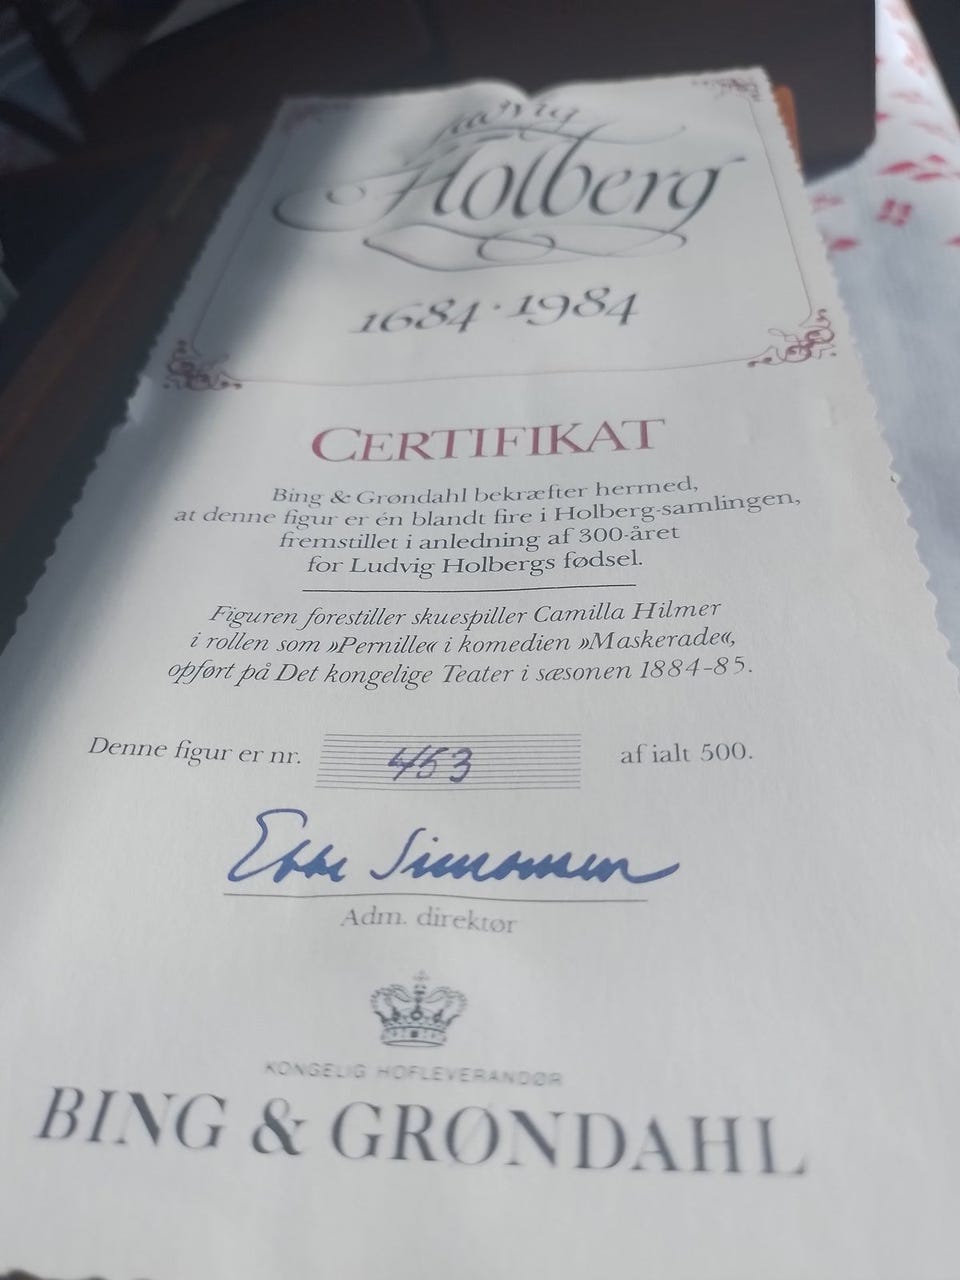 Ludvig
Holberg
1684 · 1984
CERTIFIKAT
Bing & Grøndahl bekræfter hermed,
at denne figur er én blandt fire i Holberg-samlingen,
fremstillet i anledning af 300-året
for Ludvig Holbergs fødsel.
Figuren forestiller skuespiller Camilla Hilmer
i rollen som »Pernille« i komedien »Maskerade«,
opført på Det kongelige Teater i sæsonen 1884-85.
Denne figur er nr. 453 af ialt 500.
Ebbe Simonsen
Adm. direktør
KONGELIG HOFLEVERANDØR
BING & GRØNDAHL